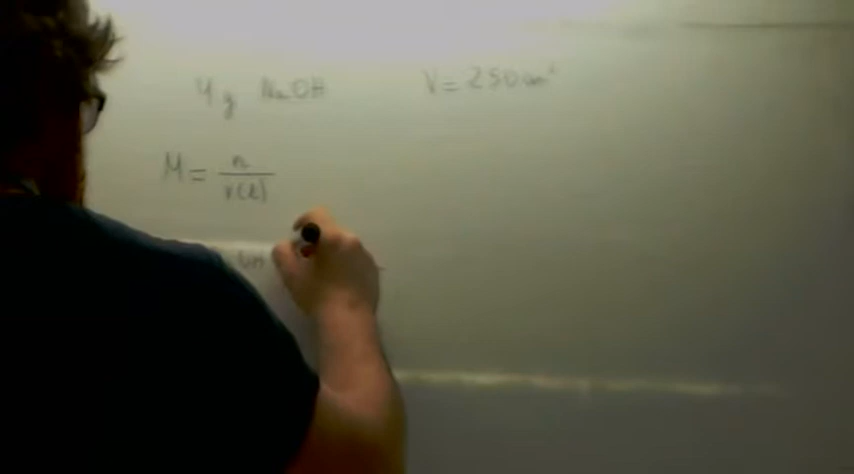 4 g NaOH V = 250 cm³
M = n / V(l)